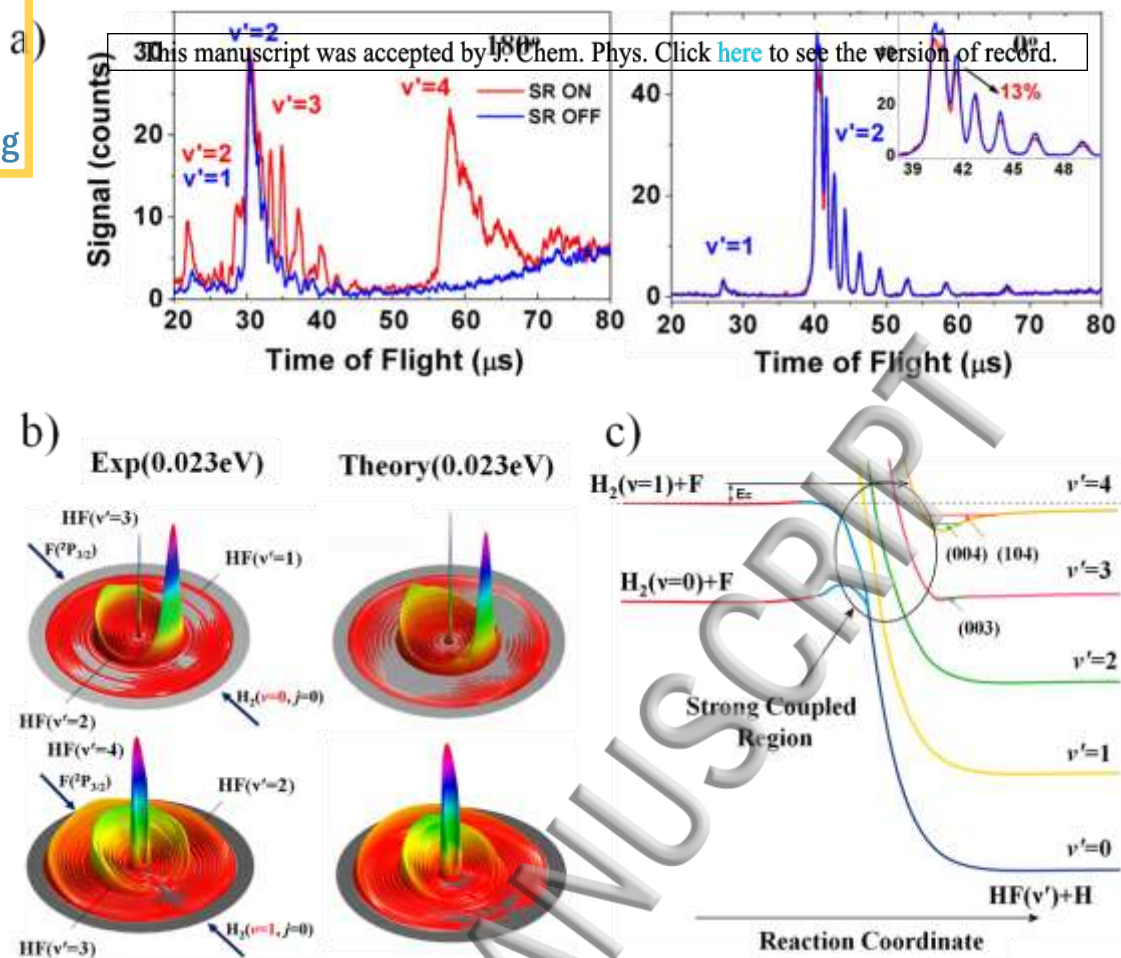 g
a)
This manuscript was accepted by J. Chem. Phys. Click here to see the version of record.
Signal (counts)
30
20
10
0
20 30 40 50 60 70 80
Time of Flight (μs)
180°
v'=2
v'=3
v'=4
v'=2
v'=1
SR ON
SR OFF
40
20
0
20 30 40 50 60 70 80
Time of Flight (μs)
0°
v'=1
v'=2
20
0
39 42 45 48
13%
b)
Exp(0.023eV)
Theory(0.023eV)
HF(v'=3)
F(²P3/2)
HF(v'=1)
HF(v'=2)
H₂(v=0, j=0)
HF(v'=4)
F(²P3/2)
HF(v'=2)
HF(v'=3)
H₂(v=1, j=0)
c)
H₂(v=1)+F
Ec
H₂(v=0)+F
v'=4
(004) (104)
v'=3
(003)
v'=2
Strong Coupled
Region
v'=1
v'=0
HF(v')+H
Reaction Coordinate
ANUSCRIPT